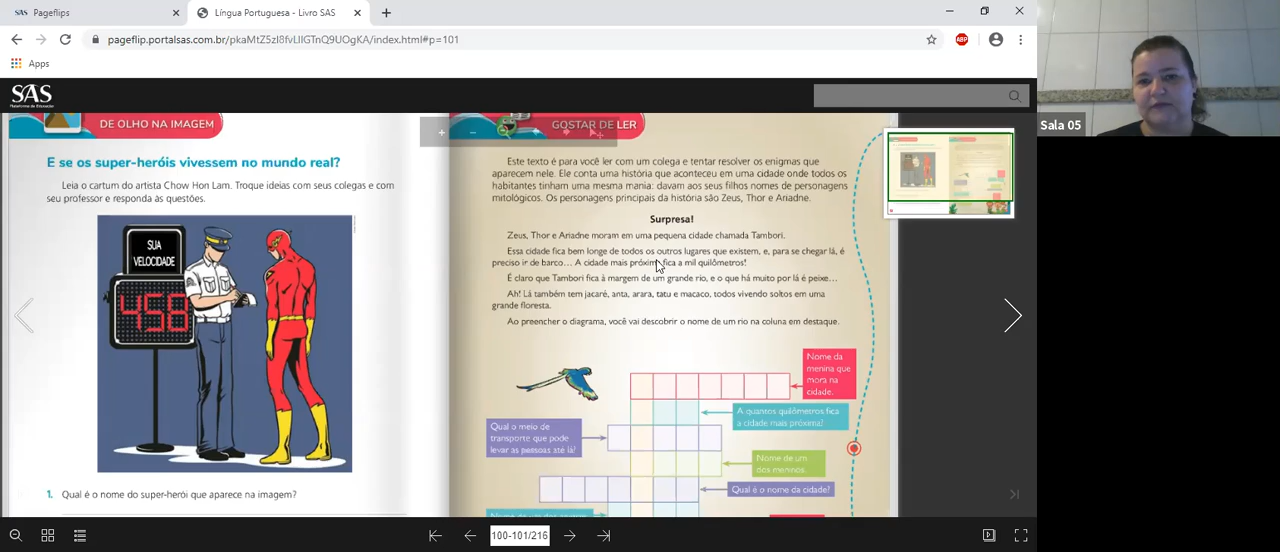 Pageflips
Língua Portuguesa - Livro SAS
pageflip.portalsas.com.br/pkaMtZ5zI8fvLlIGTnQ9UOgKA/index.html#p=101
ABP
Apps
SAS
Plataforma de Educação
Sala 05
DE OLHO NA IMAGEM
E se os super-heróis vivessem no mundo real?
Leia o cartum do artista Chow Hon Lam. Troque ideias com seus colegas e com
seu professor e responda às questões.
SUA
VELOCIDADE
456
1. Qual é o nome do super-herói que aparece na imagem?
GOSTAR DE LER
Este texto é para você ler com um colega e tentar resolver os enigmas que
aparecem nele. Ele conta uma história que aconteceu em uma cidade onde todos os
habitantes tinham uma mesma mania: davam aos seus filhos nomes de personagens
mitológicos. Os personagens principais da história são Zeus, Thor e Ariadne.
Surpresa!
Zeus, Thor e Ariadne moram em uma pequena cidade chamada Tambori.
Essa cidade fica bem longe de todos os outros lugares que existem, e, para se chegar lá, é
preciso ir de barco... A cidade mais próxima fica a mil quilômetros!
É claro que Tambori fica à margem de um grande rio, e o que há muito por lá é peixe...
Ah! Lá também tem jacaré, anta, arara, tatu e macaco, todos vivendo soltos em uma
grande floresta.
Ao preencher o diagrama, você vai descobrir o nome de um rio na coluna em destaque.
Nome da
menina que
mora na
cidade.
A quantos quilômetros fica
a cidade mais próxima?
Qual o meio de
transporte que pode
levar as pessoas até lá?
Nome de um
dos meninos.
Qual é o nome da cidade?
100-101/216